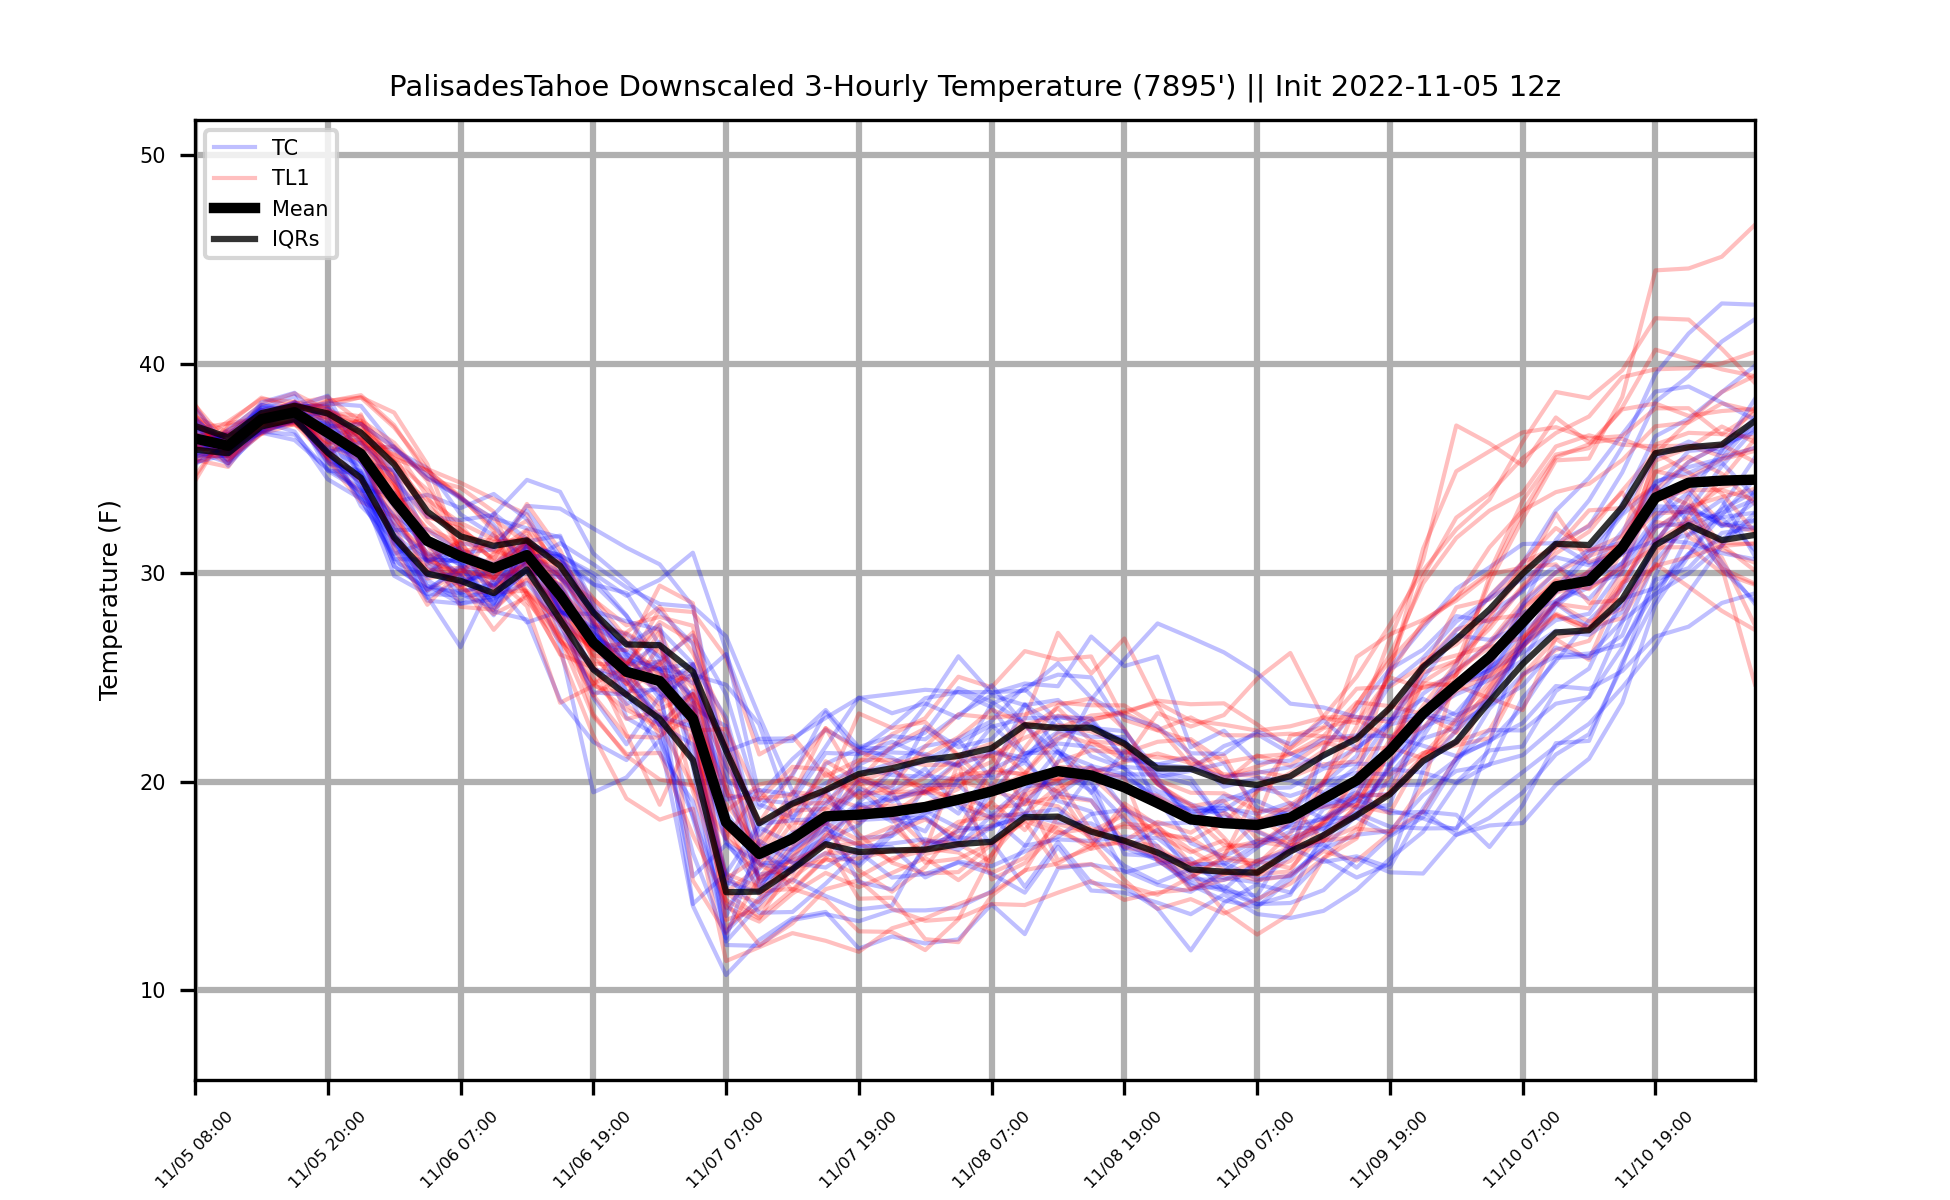 PalisadesTahoe Downscaled 3-Hourly Temperature (7895') || Init 2022-11-05 12z
TC
TL1
Mean
IQRs
Temperature (F)
50
40
30
20
10
11/05 08:00
11/05 20:00
11/06 07:00
11/06 19:00
11/07 07:00
11/07 19:00
11/08 07:00
11/08 19:00
11/09 07:00
11/09 19:00
11/10 07:00
11/10 19:00